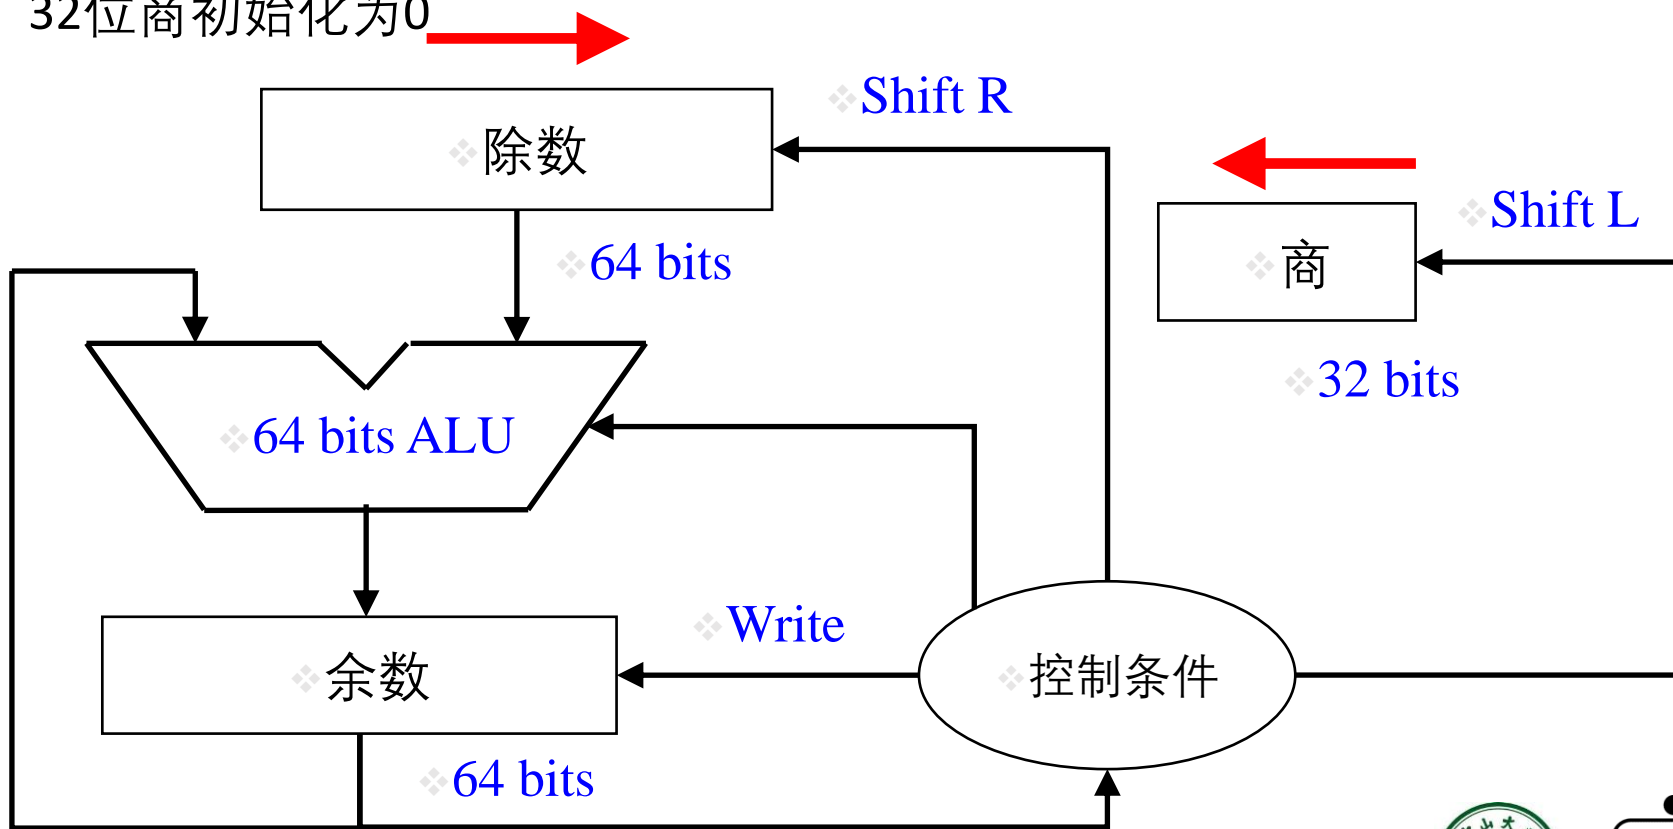 32位商初始化为0
Shift R
除数
Shift L
64 bits
商
32 bits
64 bits ALU
Write
余数
控制条件
64 bits